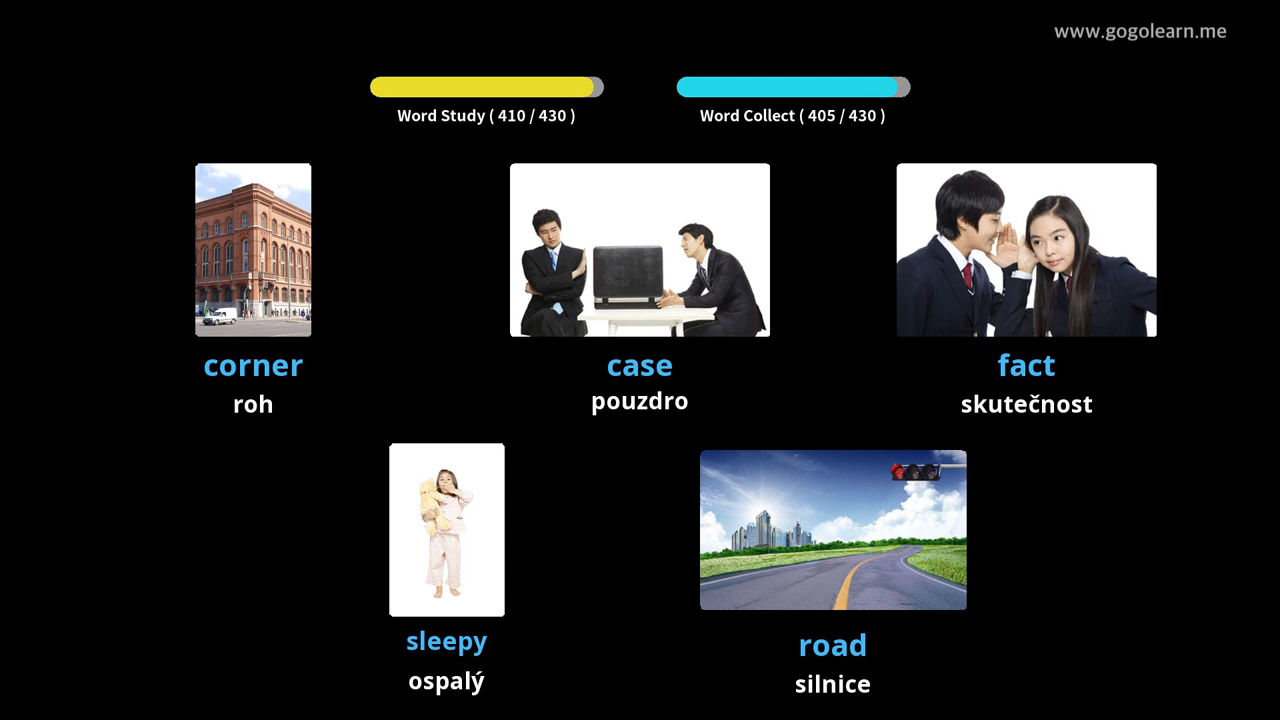 www.gogolearn.me
Word Study ( 410 / 430 )
Word Collect ( 405 / 430 )
corner
roh
case
pouzdro
fact
skutečnost
sleepy
ospalý
road
silnice